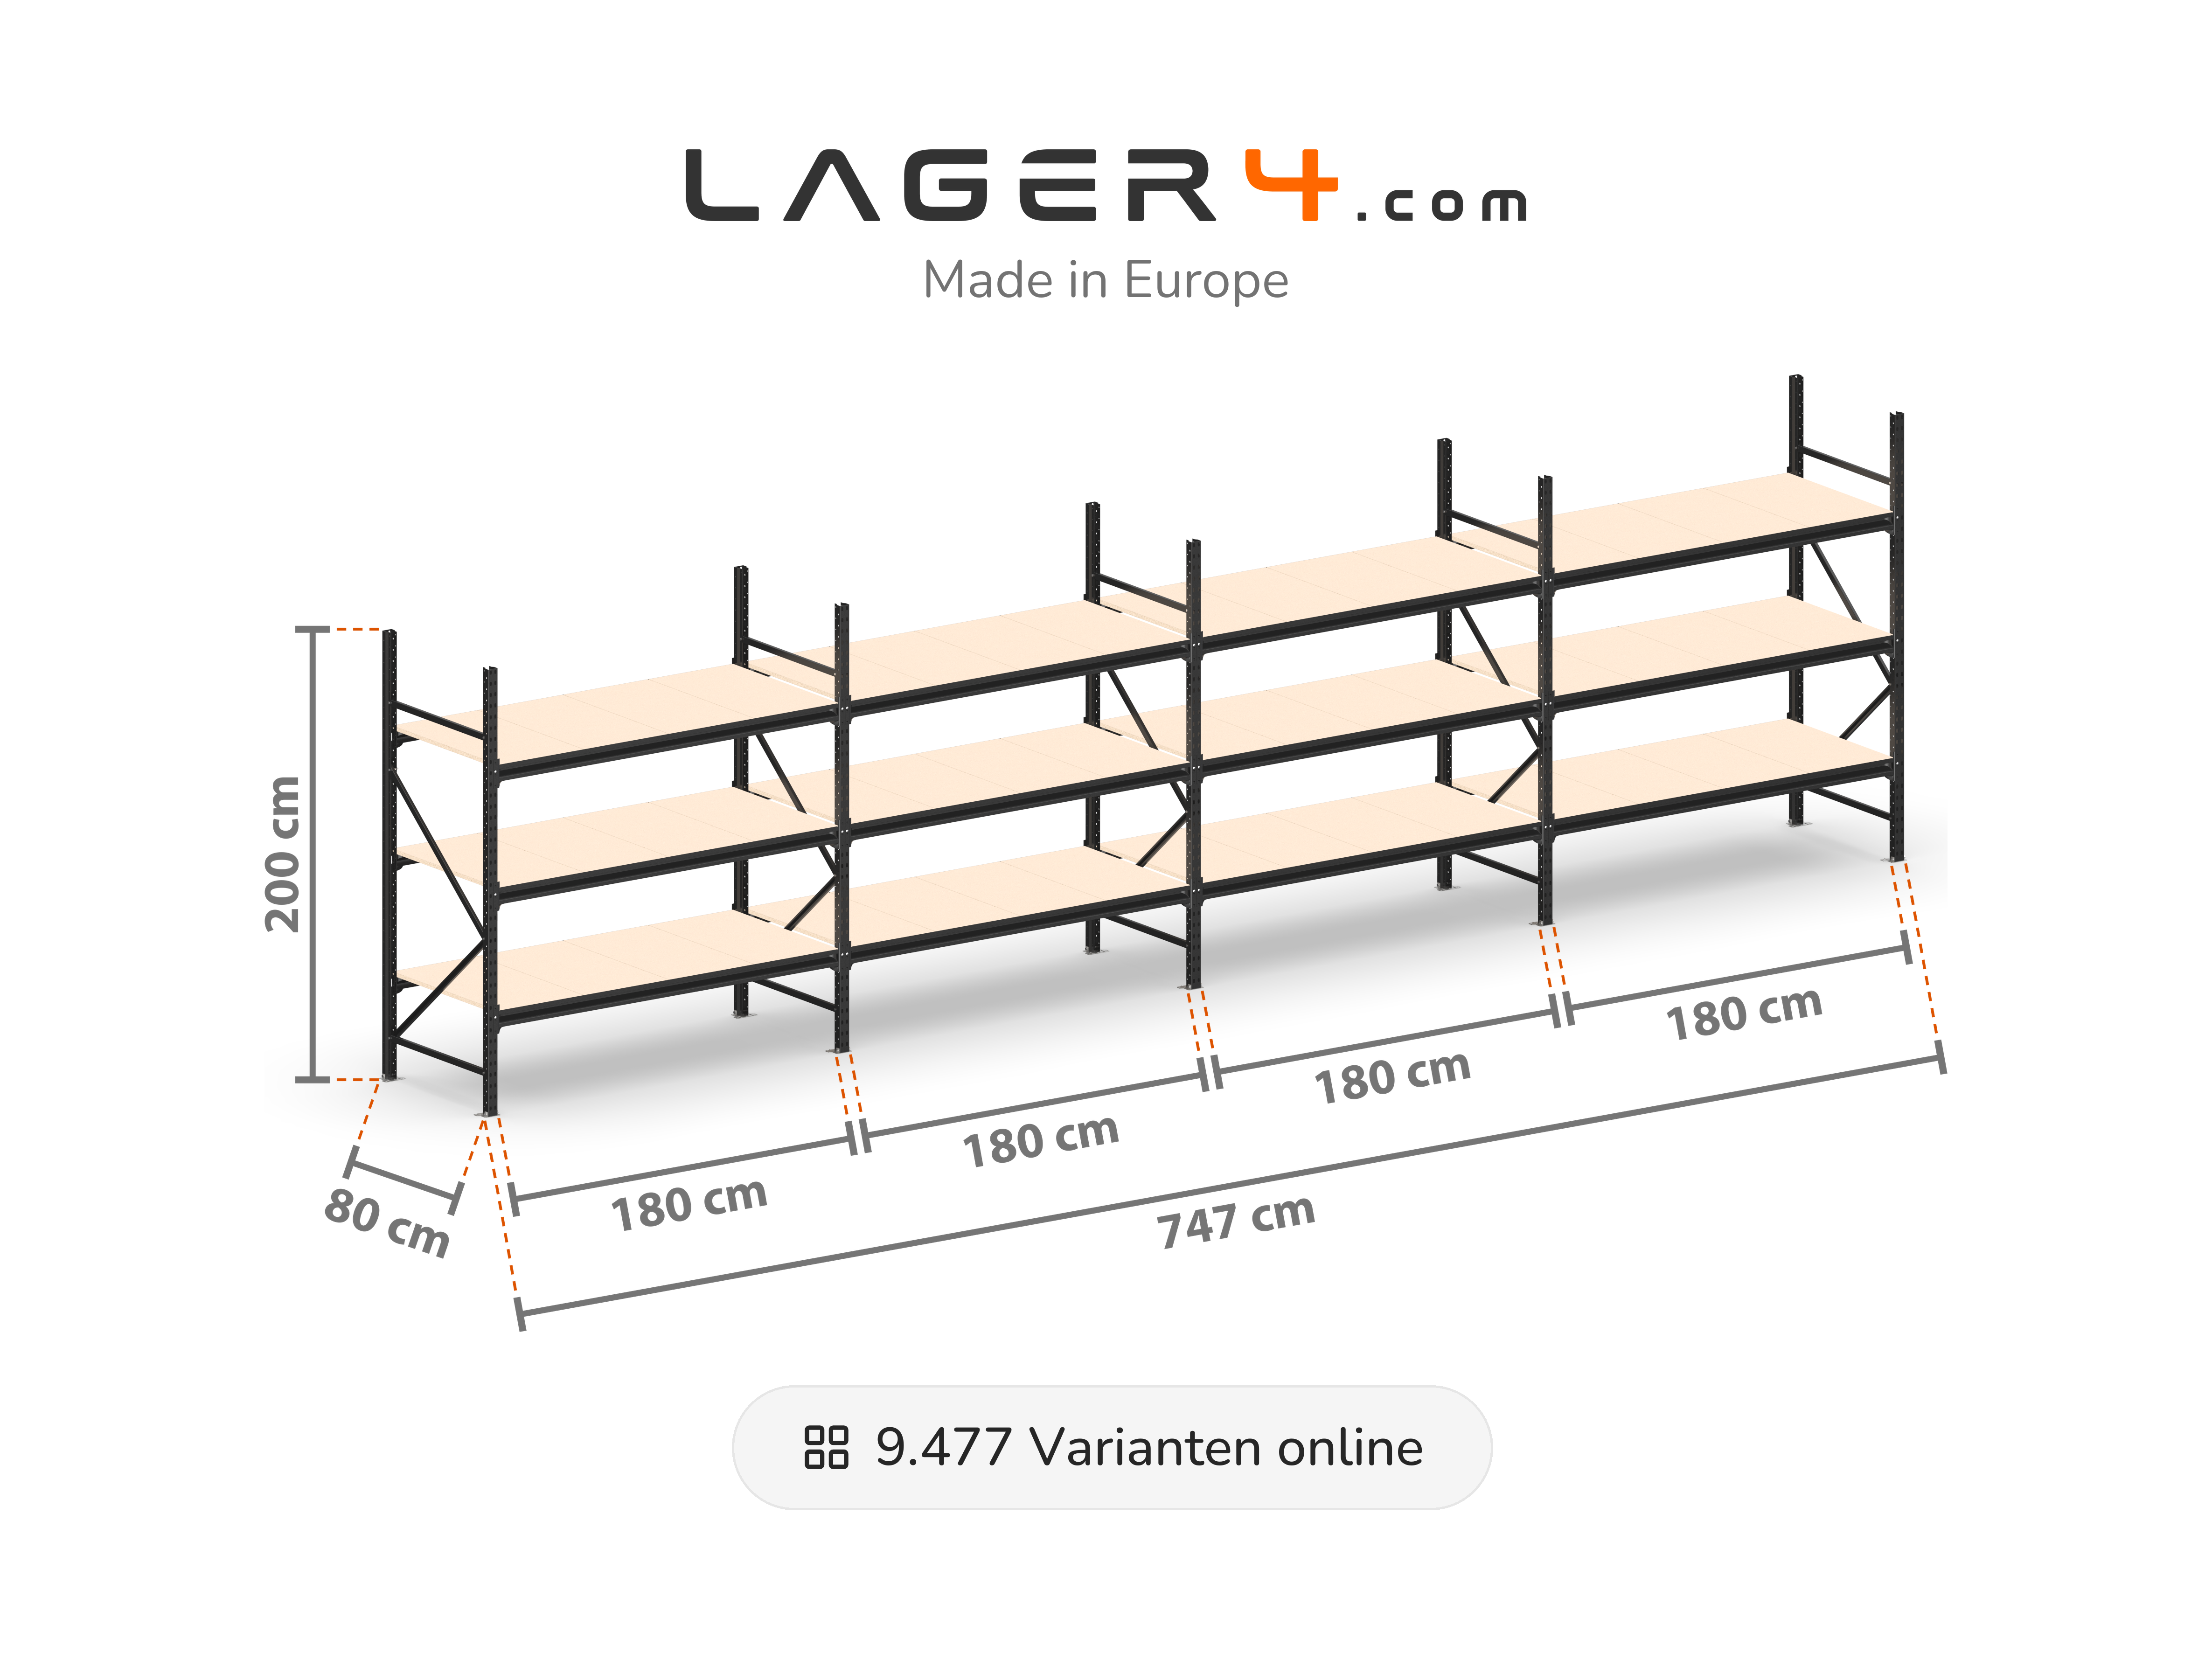 LAGER4.com
Made in Europe
200 cm
80 cm
180 cm
180 cm
180 cm
180 cm
747 cm
9.477 Varianten online